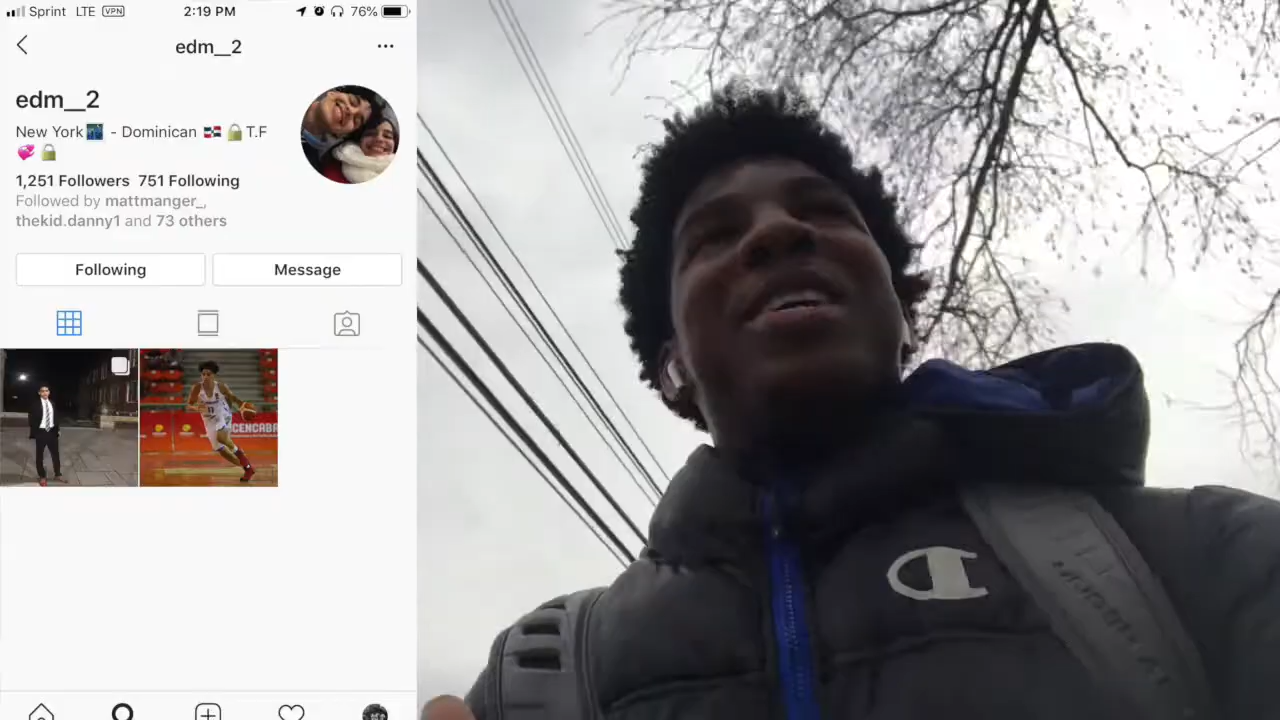 Sprint LTE VPN 2:19 PM 76%
edm__2
edm__2
New York🌃 - Dominican 🇩🇴 🔒T.F
💞 🔒
1,251 Followers 751 Following
Followed by mattmanger_,
thekid.danny1 and 73 others
Following
Message
CENCABA